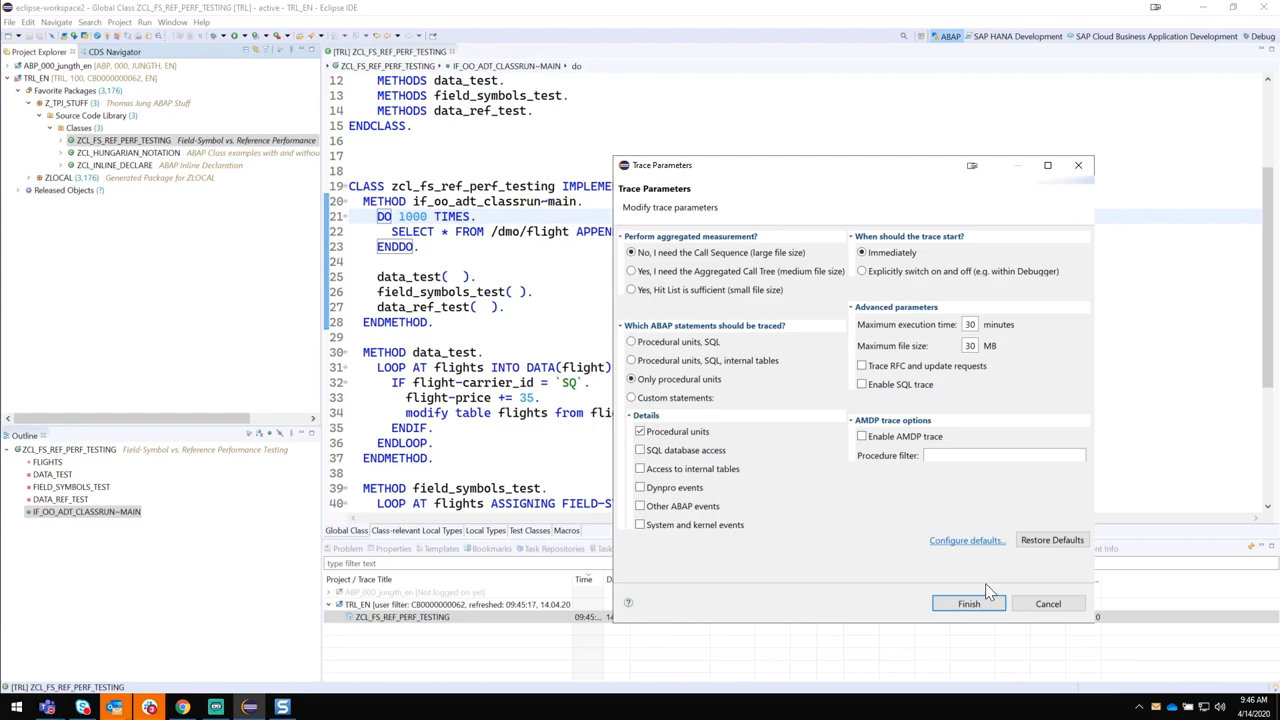 eclipse-workspace2 - Global Class ZCL_FS_REF_PERF_TESTING [TRL] - active - TRL_EN - Eclipse IDE
File Edit Navigate Search Project Run Window Help
ABAP SAP HANA Development SAP Cloud Business Application Development Debug
Project Explorer CDS Navigator
ABP_000_jungth_en [ABP, 000, JUNGTH, EN]
TRL_EN [TRL, 100, CB0000000062, EN]
Favorite Packages (3,176)
Z_TPJ_STUFF (3) Thomas Jung ABAP Stuff
Source Code Library (3)
Classes (3)
ZCL_FS_REF_PERF_TESTING Field-Symbol vs. Reference Performance
ZCL_HUNGARIAN_NOTATION ABAP Class examples with and withou
ZCL_INLINE_DECLARE ABAP Inline Declaration
ZLOCAL (3,176) Generated Package for ZLOCAL
Released Objects (?)
[TRL] ZCL_FS_REF_PERF_TESTING
ZCL_FS_REF_PERF_TESTING IF_OO_ADT_CLASSRUN~MAIN do
12 METHODS data_test.
13 METHODS field_symbols_test.
14 METHODS data_ref_test.
15 ENDCLASS.
16
17
18
19 CLASS zcl_fs_ref_perf_testing IMPLEME
20 METHOD if_oo_adt_classrun~main.
21 DO 1000 TIMES.
22 SELECT * FROM /dmo/flight APPEN
23 ENDDO.
24
25 data_test( ).
26 field_symbols_test( ).
27 data_ref_test( ).
28 ENDMETHOD.
29
30 METHOD data_test.
31 LOOP AT flights INTO DATA(flight)
32 IF flight-carrier_id = `SQ`.
33 flight-price += 35.
34 modify table flights from fli
35 ENDIF.
36 ENDLOOP.
37 ENDMETHOD.
38
39 METHOD field_symbols_test.
40 LOOP AT flights ASSIGNING FIELD-S
Global Class Class-relevant Local Types Local Types Test Classes Macros
Outline
ZCL_FS_REF_PERF_TESTING Field-Symbol vs. Reference Performance Testing
FLIGHTS
DATA_TEST
FIELD_SYMBOLS_TEST
DATA_REF_TEST
IF_OO_ADT_CLASSRUN~MAIN
Problem Properties Templates Bookmarks Task Repositories Task
type filter text
Project / Trace Title Time
ABP_000_jungth_en [Not logged on yet]
TRL_EN [user filter: CB0000000062, refreshed: 09:45:17, 14.04.20
ZCL_FS_REF_PERF_TESTING 09:45:...
Trace Parameters
Trace Parameters
Modify trace parameters
Perform aggregated measurement?
No, I need the Call Sequence (large file size)
Yes, I need the Aggregated Call Tree (medium file size)
Yes, Hit List is sufficient (small file size)
Which ABAP statements should be traced?
Procedural units, SQL
Procedural units, SQL, internal tables
Only procedural units
Custom statements:
Details
Procedural units
SQL database access
Access to internal tables
Dynpro events
Other ABAP events
System and kernel events
When should the trace start?
Immediately
Explicitly switch on and off (e.g. within Debugger)
Advanced parameters
Maximum execution time: 30 minutes
Maximum file size: 30 MB
Trace RFC and update requests
Enable SQL trace
AMDP trace options
Enable AMDP trace
Procedure filter:
Configure defaults... Restore Defaults
Finish Cancel
[TRL] ZCL_FS_REF_PERF_TESTING
9:46 AM
4/14/2020